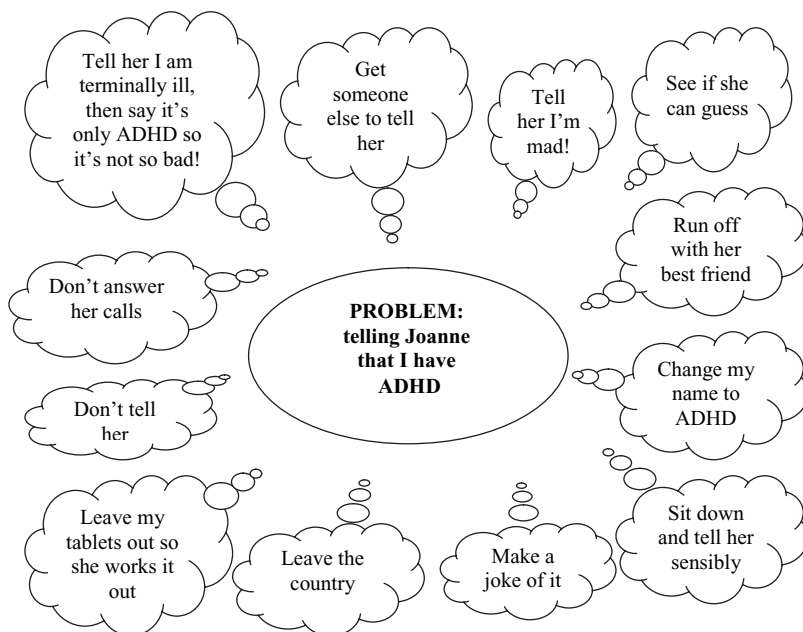 Tell her I am
terminally ill,
then say it's
only ADHD so
it's not so bad!
Get
someone
else to tell
her
Tell
her I'm
mad!
See if she
can guess
Run off
with her
best friend
Don't answer
her calls
PROBLEM:
telling Joanne
that I have
ADHD
Change my
name to
ADHD
Don't tell
her
Leave my
tablets out so
she works it
out
Leave the
country
Make a
joke of it
Sit down
and tell her
sensibly